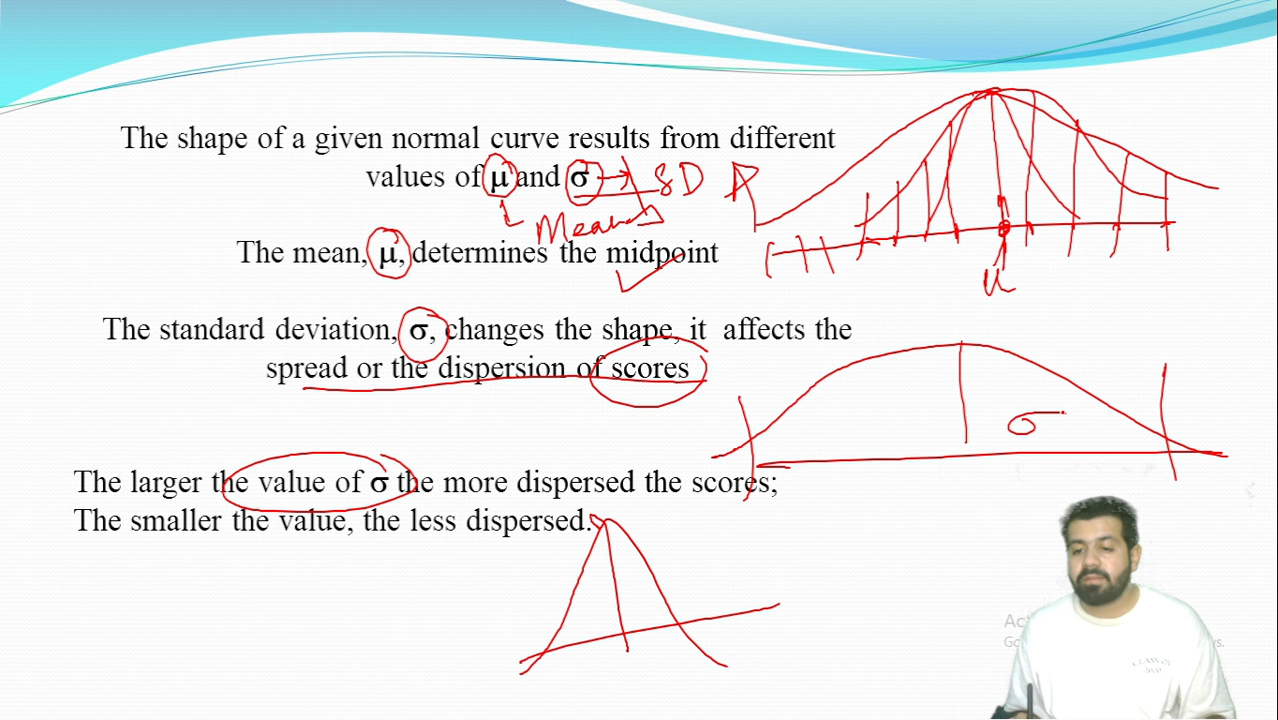 The shape of a given normal curve results from different
values of μ and σ → SD
Mean
The mean, μ, determines the midpoint
μ
The standard deviation, σ, changes the shape, it affects the
spread or the dispersion of scores
σ
The larger the value of σ the more dispersed the scores;
The smaller the value, the less dispersed.
CLASS OF